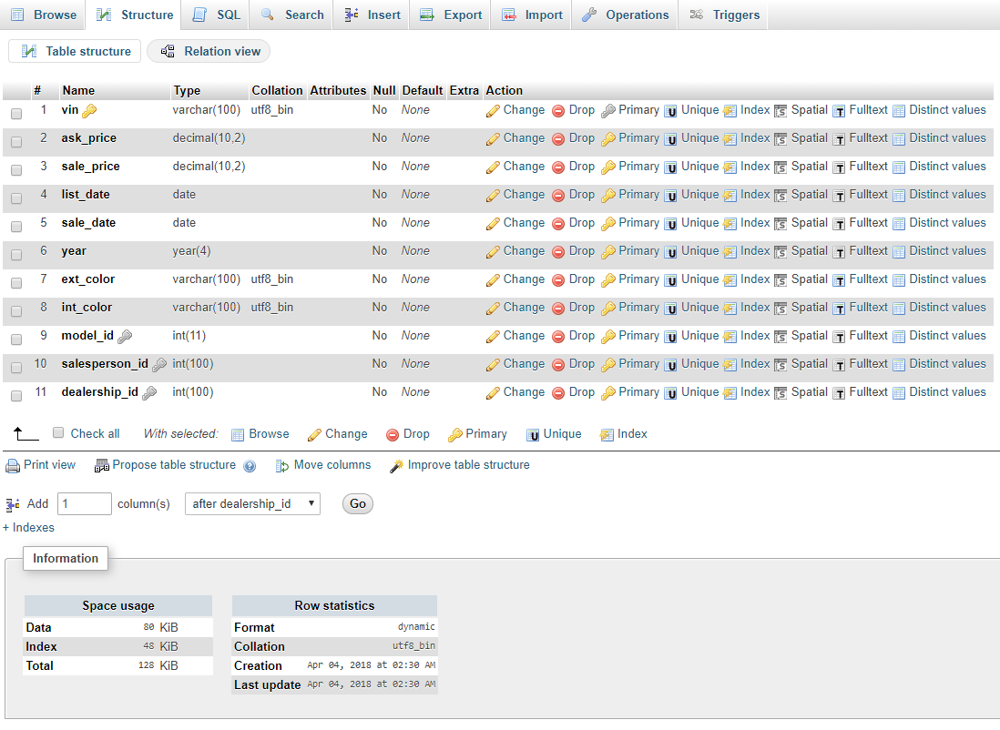 Browse Structure SQL Search Insert Export Import Operations Triggers
Table structure Relation view
# Name Type Collation Attributes Null Default Extra Action
1 vin varchar(100) utf8_bin No None Change Drop Primary Unique Index Spatial Fulltext Distinct values
2 ask_price decimal(10,2) No None Change Drop Primary Unique Index Spatial Fulltext Distinct values
3 sale_price decimal(10,2) No None Change Drop Primary Unique Index Spatial Fulltext Distinct values
4 list_date date No None Change Drop Primary Unique Index Spatial Fulltext Distinct values
5 sale_date date No None Change Drop Primary Unique Index Spatial Fulltext Distinct values
6 year year(4) No None Change Drop Primary Unique Index Spatial Fulltext Distinct values
7 ext_color varchar(100) utf8_bin No None Change Drop Primary Unique Index Spatial Fulltext Distinct values
8 int_color varchar(100) utf8_bin No None Change Drop Primary Unique Index Spatial Fulltext Distinct values
9 model_id int(11) No None Change Drop Primary Unique Index Spatial Fulltext Distinct values
10 salesperson_id int(100) No None Change Drop Primary Unique Index Spatial Fulltext Distinct values
11 dealership_id int(100) No None Change Drop Primary Unique Index Spatial Fulltext Distinct values
Check all With selected: Browse Change Drop Primary Unique Index
Print view Propose table structure Move columns Improve table structure
Add 1 column(s) after dealership_id Go
+ Indexes
Information
Space usage
Data 80 KiB
Index 48 KiB
Total 128 KiB
Row statistics
Format dynamic
Collation utf8_bin
Creation Apr 04, 2018 at 02:30 AM
Last update Apr 04, 2018 at 02:30 AM